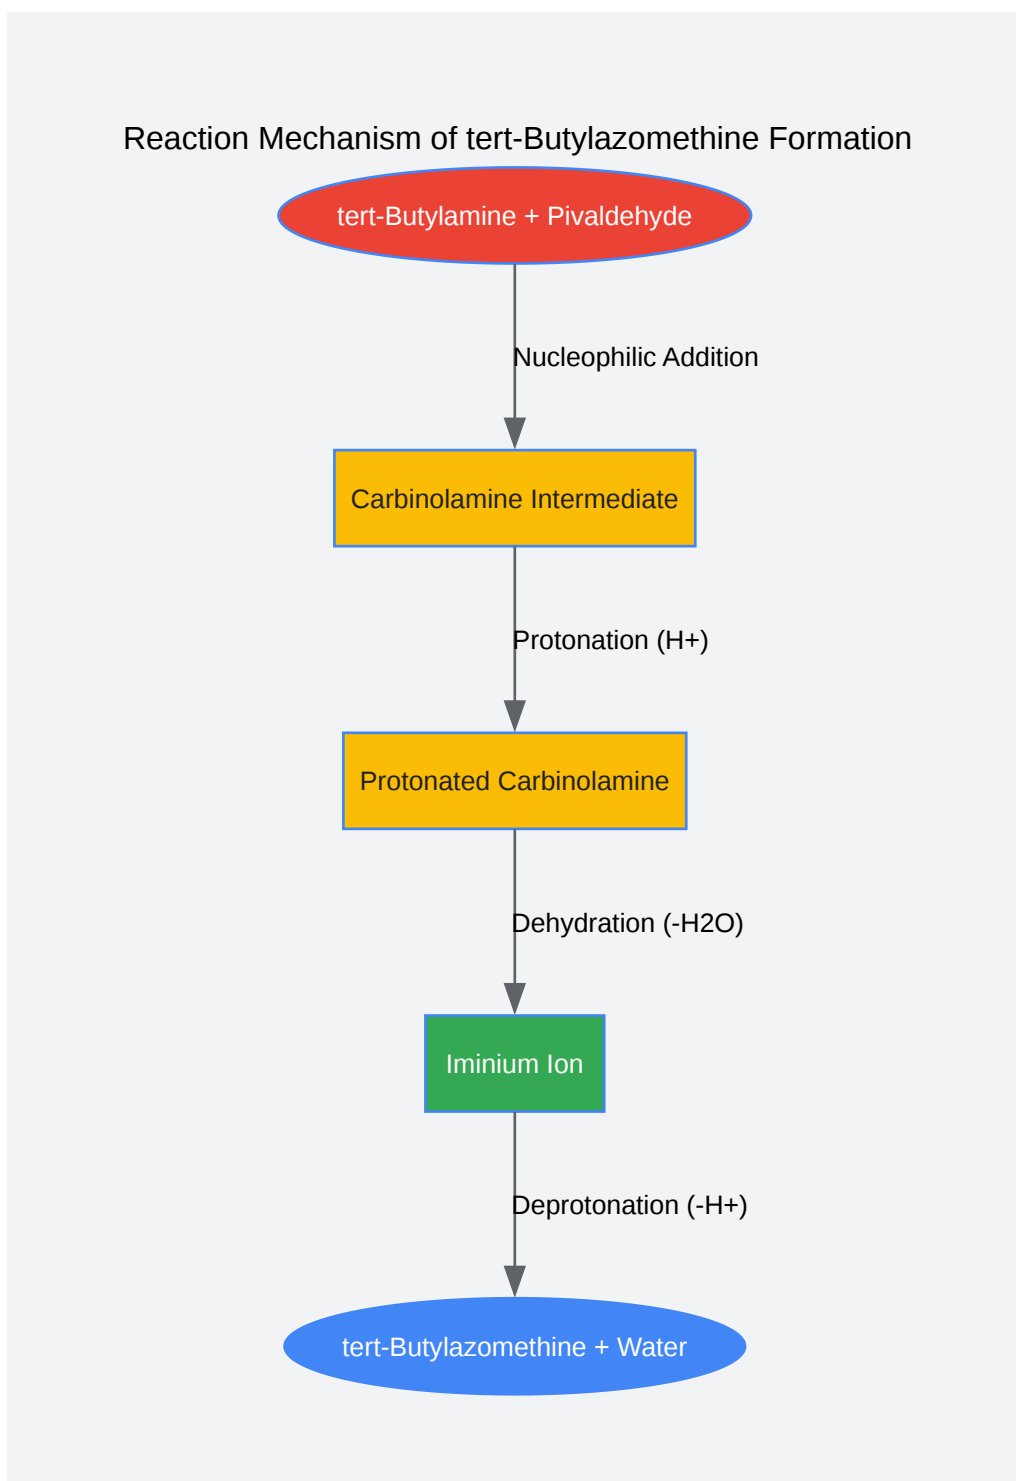 Reaction Mechanism of tert-Butylazomethine Formation
tert-Butylamine + Pivaldehyde
Nucleophilic Addition
Carbinolamine Intermediate
Protonation (H+)
Protonated Carbinolamine
Dehydration (-H2O)
Iminium Ion
Deprotonation (-H+)
tert-Butylazomethine + Water